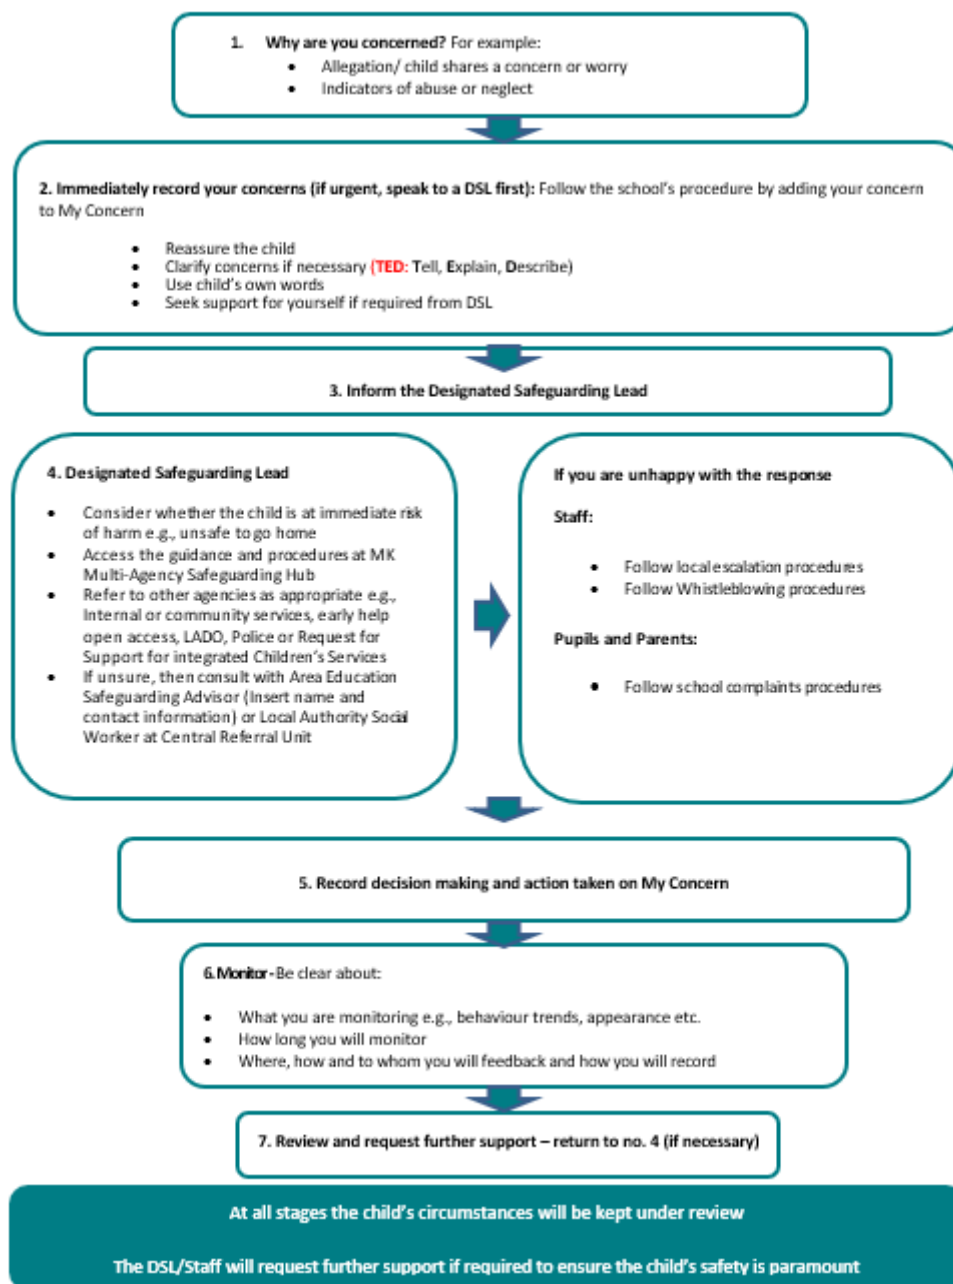 1. Why are you concerned? For example:
• Allegation/ child shares a concern or worry
• Indicators of abuse or neglect
2. Immediately record your concerns (if urgent, speak to a DSL first): Follow the school's procedure by adding your concern
to My Concern
• Reassure the child
• Clarify concerns if necessary (TED: Tell, Explain, Describe)
• Use child's own words
• Seek support for yourself if required from DSL
3. Inform the Designated Safeguarding Lead
4. Designated Safeguarding Lead
• Consider whether the child is at immediate risk
of harm e.g., unsafe to go home
• Access the guidance and procedures at MK
Multi-Agency Safeguarding Hub
• Refer to other agencies as appropriate e.g.,
Internal or community services, early help
open access, LADO, Police or Request for
Support for integrated Children's Services
• If unsure, then consult with Area Education
Safeguarding Advisor (Insert name and
contact information) or Local Authority Social
Worker at Central Referral Unit
If you are unhappy with the response
Staff:
• Follow local escalation procedures
• Follow Whistleblowing procedures
Pupils and Parents:
• Follow school complaints procedures
5. Record decision making and action taken on My Concern
6. Monitor - Be clear about:
• What you are monitoring e.g., behaviour trends, appearance etc.
• How long you will monitor
• Where, how and to whom you will feedback and how you will record
7. Review and request further support – return to no. 4 (if necessary)
At all stages the child's circumstances will be kept under review
The DSL/Staff will request further support if required to ensure the child's safety is paramount